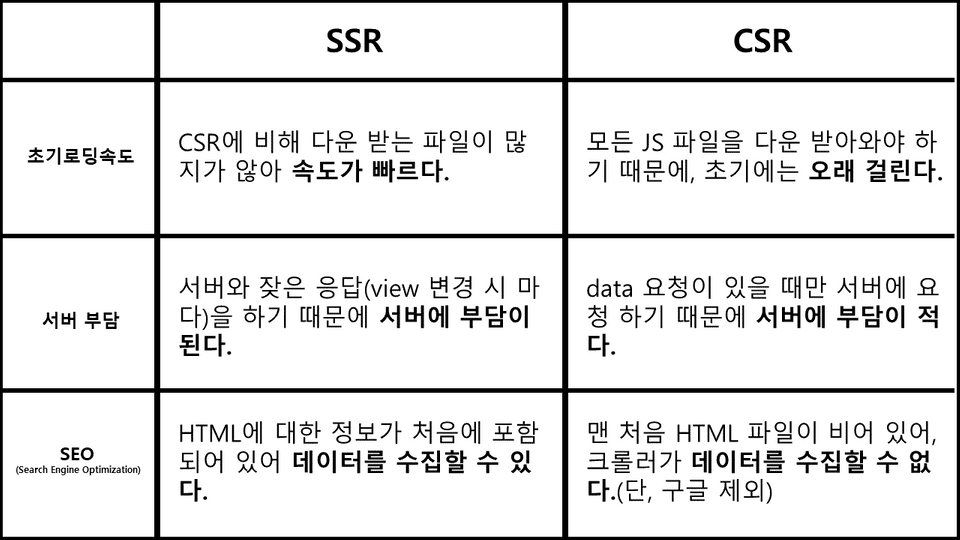 SSR
CSR
초기로딩속도
CSR에 비해 다운 받는 파일이 많
지가 않아 속도가 빠르다.
모든 JS 파일을 다운 받아와야 하
기 때문에, 초기에는 오래 걸린다.
서버 부담
서버와 잦은 응답(view 변경 시 마
다)을 하기 때문에 서버에 부담이
된다.
data 요청이 있을 때만 서버에 요
청 하기 때문에 서버에 부담이 적
다.
SEO
(Search Engine Optimization)
HTML에 대한 정보가 처음에 포함
되어 있어 데이터를 수집할 수 있
다.
맨 처음 HTML 파일이 비어 있어,
크롤러가 데이터를 수집할 수 없
다.(단, 구글 제외)